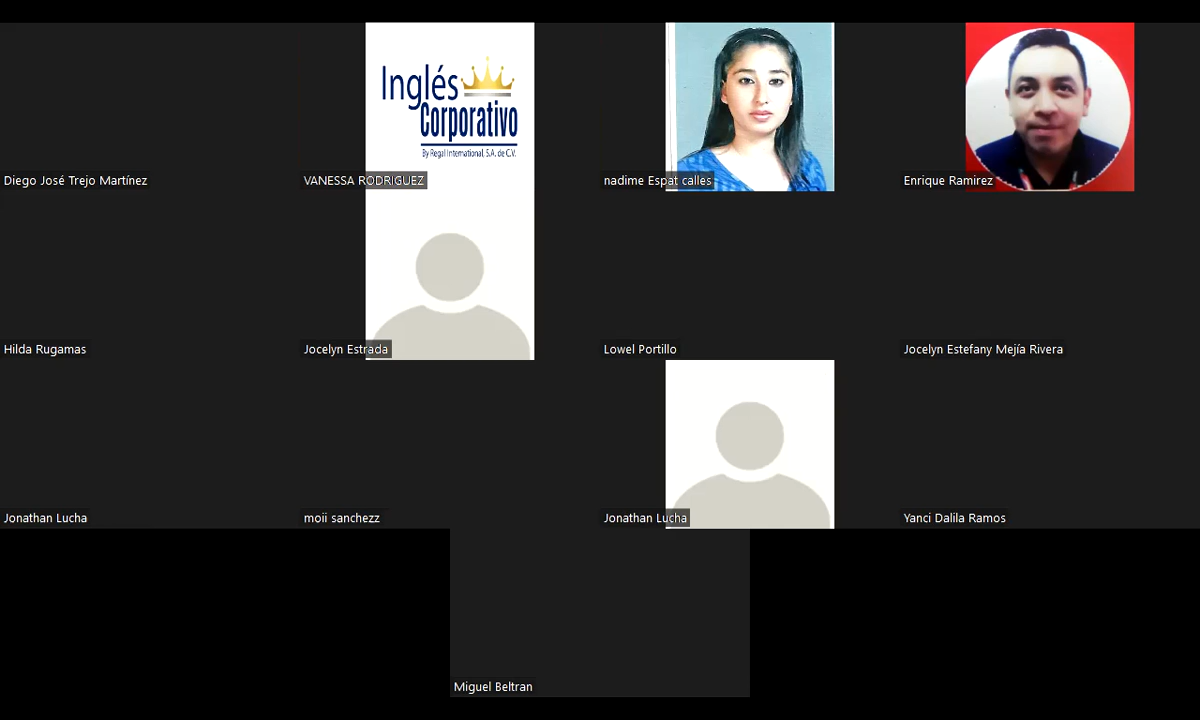 Inglés
Corporativo
By Regal International, S.A. de C.V.
Diego José Trejo Martínez
VANESSA RODRIGUEZ
nadime Espat calles
Enrique Ramirez
Hilda Rugamas
Jocelyn Estrada
Lowel Portillo
Jocelyn Estefany Mejía Rivera
Jonathan Lucha
moii sanchezz
Jonathan Lucha
Yanci Dalila Ramos
Miguel Beltran